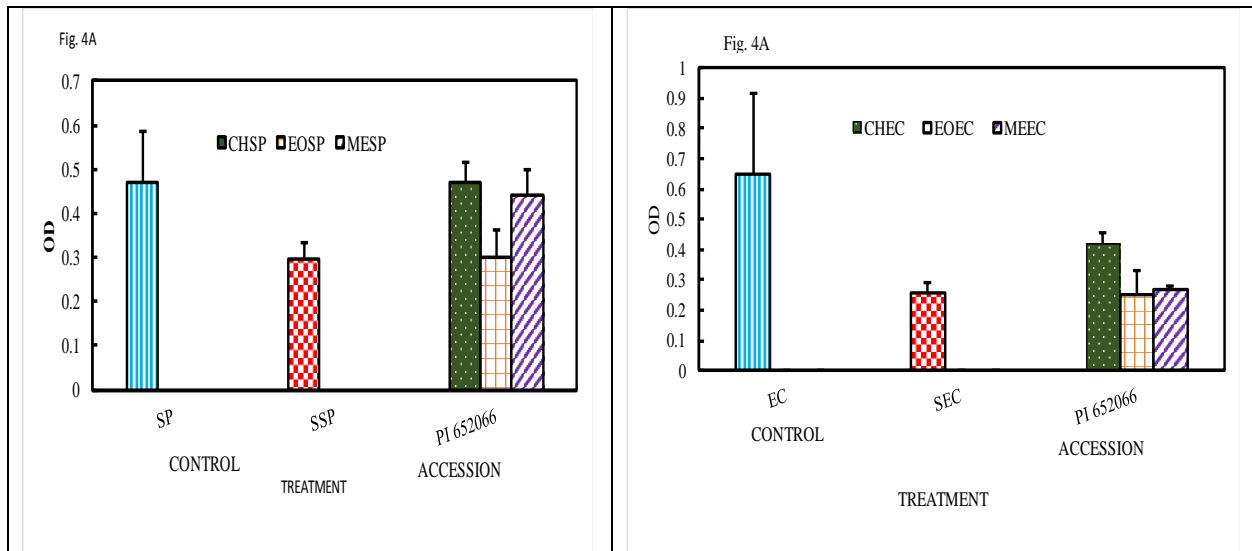 Fig. 4A
0.7
0.6
0.5
0.4
0.3
0.2
0.1
0
OD
CHSP EOSP MESP
SP SSP PI 652066
CONTROL ACCESSION
TREATMENT
Fig. 4A
1
0.9
0.8
0.7
0.6
0.5
0.4
0.3
0.2
0.1
0
OD
CHEC EOEC MEEC
EC SEC PI 652066
CONTROL ACCESSION
TREATMENT